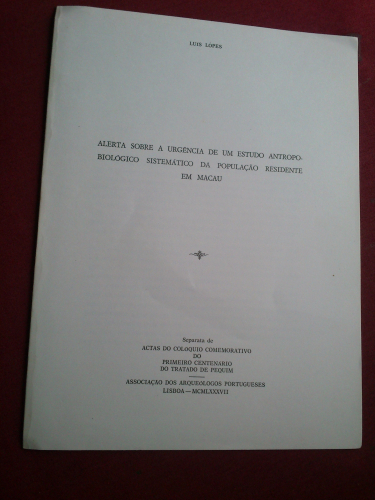 LUIS LOPES
ALERTA SOBRE A URGÊNCIA DE UM ESTUDO ANTROPO-
BIOLÓGICO SISTEMÁTICO DA POPULAÇÃO RESIDENTE
EM MACAU
Separata de
ACTAS DO COLOQUIO COMEMORATIVO
DO
PRIMEIRO CENTENARIO
DO TRATADO DE PEQUIM
ASSOCIAÇÃO DOS ARQUEOLOGOS PORTUGUESES
LISBOA — MCMLXXXVII